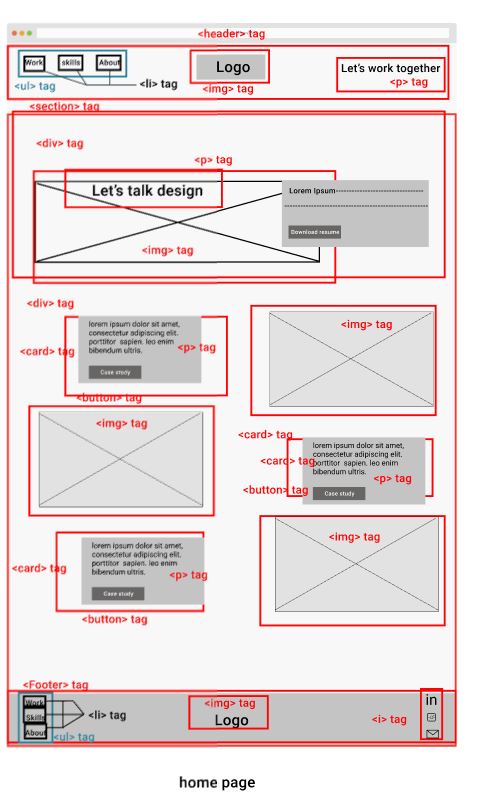 <header> tag
Work
skills
About
Logo
Let's work together
<ul> tag
<li> tag
<img> tag
<p> tag
<section> tag
<div> tag
<p> tag
Let's talk design
Lorem Ipsum
<img> tag
Download resume
<div> tag
lorem ipsum dolor sit amet,
consectetur adipiscing elit.
porttitor sapien. leo enim
bibendum ultris.
<card> tag
<p> tag
Case study
<button> tag
<img> tag
<img> tag
<card> tag
lorem ipsum dolor sit amet,
consectetur adipiscing elit.
porttitor sapien. leo enim
bibendum ultris.
<card> tag
<p> tag
<button> tag
Case study
<img> tag
lorem ipsum dolor sit amet,
consectetur adipiscing elit.
porttitor sapien. leo enim
bibendum ultris.
<card> tag
<p> tag
Case study
<button> tag
<Footer> tag
Work
Skills
About
<li> tag
<ul> tag
<img> tag
Logo
<i> tag
in
home page